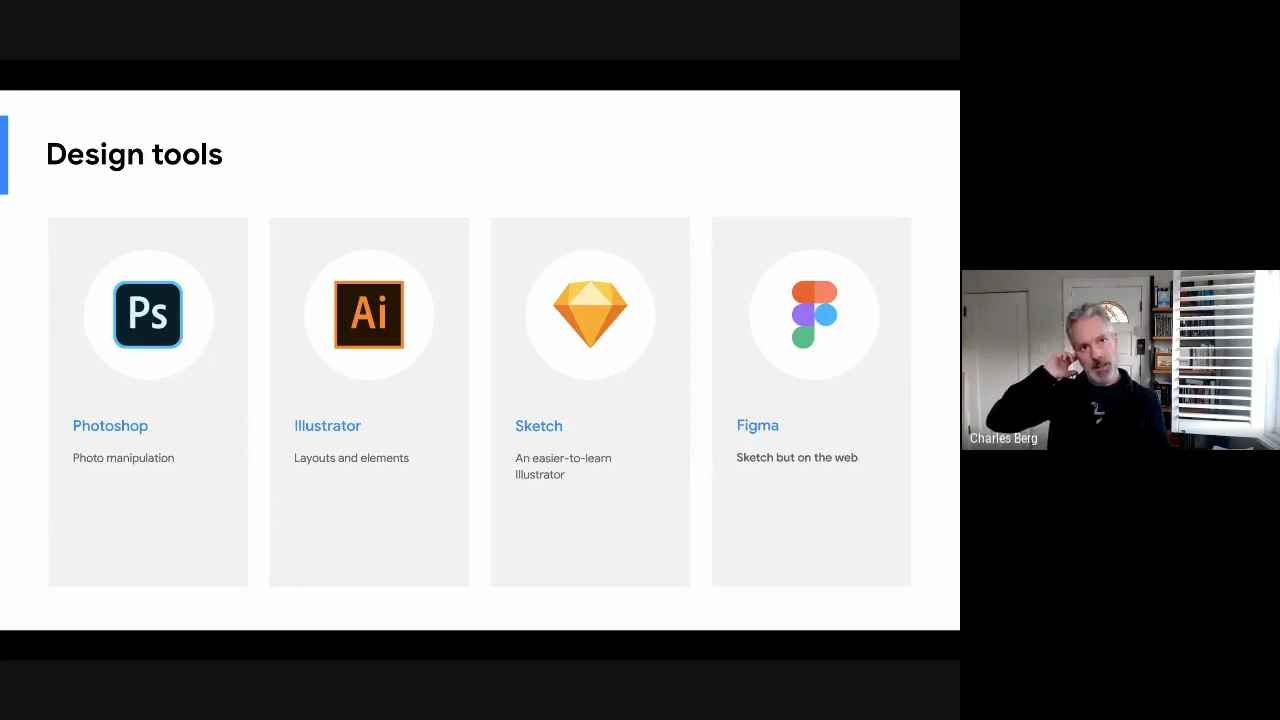 Design tools
Ps
Ai
Photoshop
Photo manipulation
Illustrator
Layouts and elements
Sketch
An easier-to-learn
Illustrator
Figma
Sketch but on the web
Charles Berg